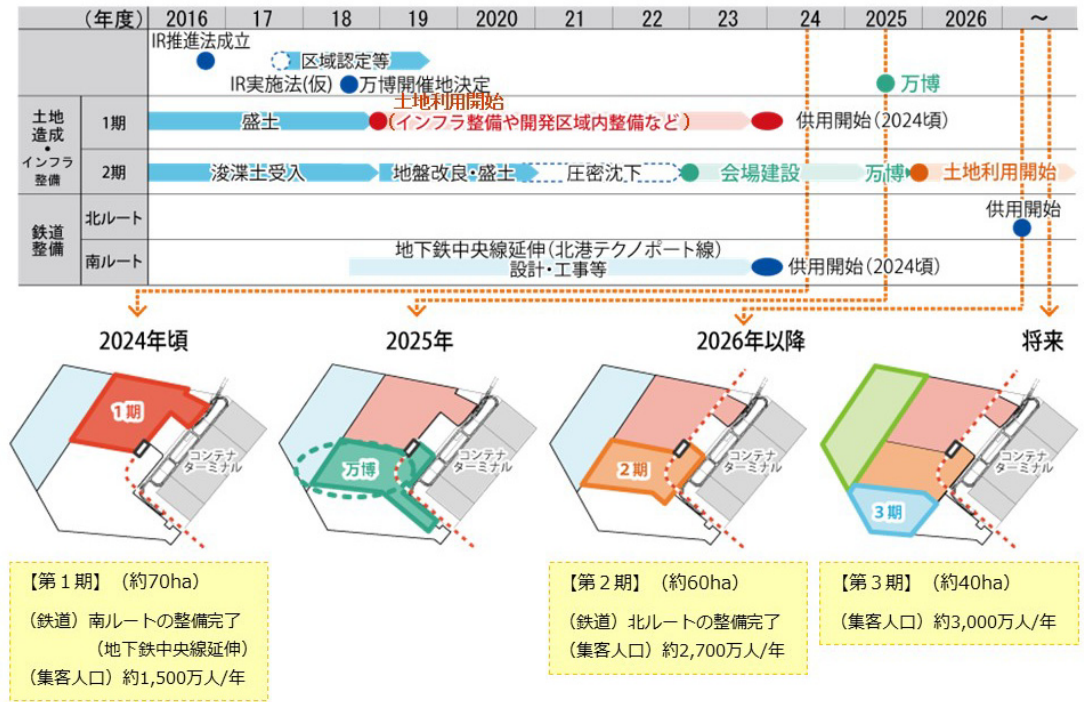 (年度) 2016 17 18 19 2020 21 22 23 24 2025 2026 ～
IR推進法成立
区域認定等
IR実施法(仮) 万博開催地決定
万博
土地造成・インフラ整備
1期
盛土
土地利用開始
(インフラ整備や開発区域内整備など)
供用開始(2024頃)
2期
浚渫土受入
地盤改良・盛土
圧密沈下
会場建設
万博
土地利用開始
鉄道整備
北ルート
供用開始
南ルート
地下鉄中央線延伸(北港テクノポート線)
設計・工事等
供用開始(2024頃)
2024年頃
2025年
2026年以降
将来
1期
コンテナ
ターミナル
万博
コンテナ
ターミナル
2期
コンテナ
ターミナル
3期
コンテナ
ターミナル
【第１期】（約70ha）
（鉄道）南ルートの整備完了
（地下鉄中央線延伸）
（集客人口）約1,500万人/年
【第２期】（約60ha）
（鉄道）北ルートの整備完了
（集客人口）約2,700万人/年
【第３期】（約40ha）
（集客人口）約3,000万人/年